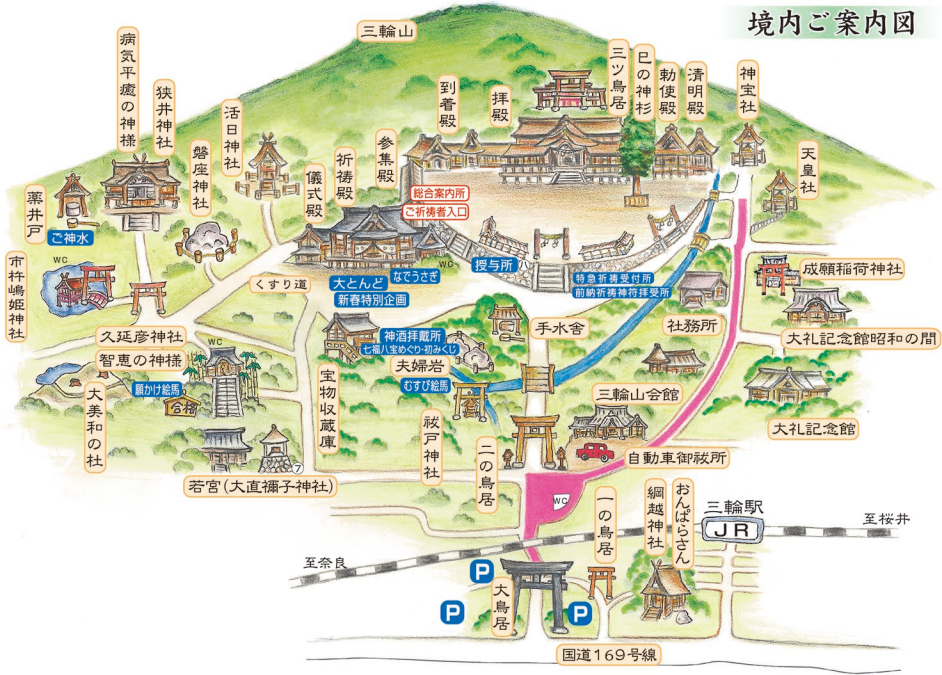 境内ご案内図
三輪山
病気平癒の神様
狭井神社
活日神社
磐座神社
薬井戸
ご神水
WC
市杵嶋姫神社
到着殿
拝殿
三ツ鳥居
巳の神杉
勅使殿
清明殿
神宝社
天皇社
参集殿
祈祷殿
儀式殿
総合案内所
ご祈祷者入口
なでうさぎ
WC
大とんど
新春特別企画
授与所
特急祈祷受付所
前納祈祷神符拝受所
くすり道
成願稲荷神社
大礼記念館昭和の間
大礼記念館
社務所
手水舎
神酒拝戴所
七福八宝めぐり・初みくじ
夫婦岩
むすび絵馬
久延彦神社
智恵の神様
WC
願かけ絵馬
合格
大美和の杜
宝物収蔵庫
祓戸神社
二の鳥居
三輪山会館
自動車御祓所
若宮(大直禰子神社)
7
WC
一の鳥居
綱越神社
おんぱらさん
三輪駅
JR
至桜井
至奈良
P
P
P
大鳥居
国道169号線